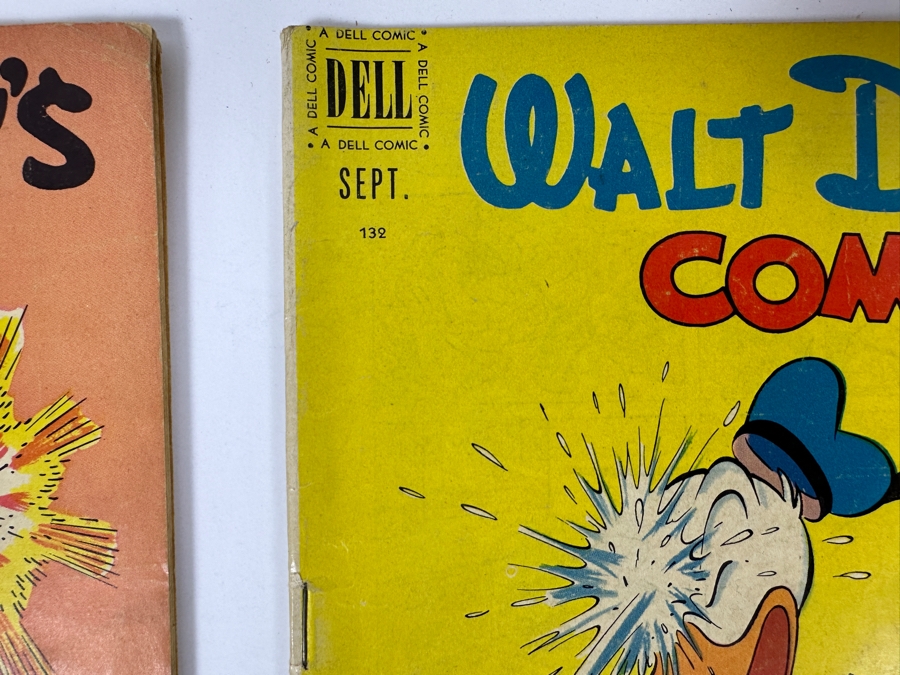 'S
A DELL COMIC
A DELL COMIC
DELL
A DELL COMIC
A DELL COMIC
SEPT.
132
WALT D
COM